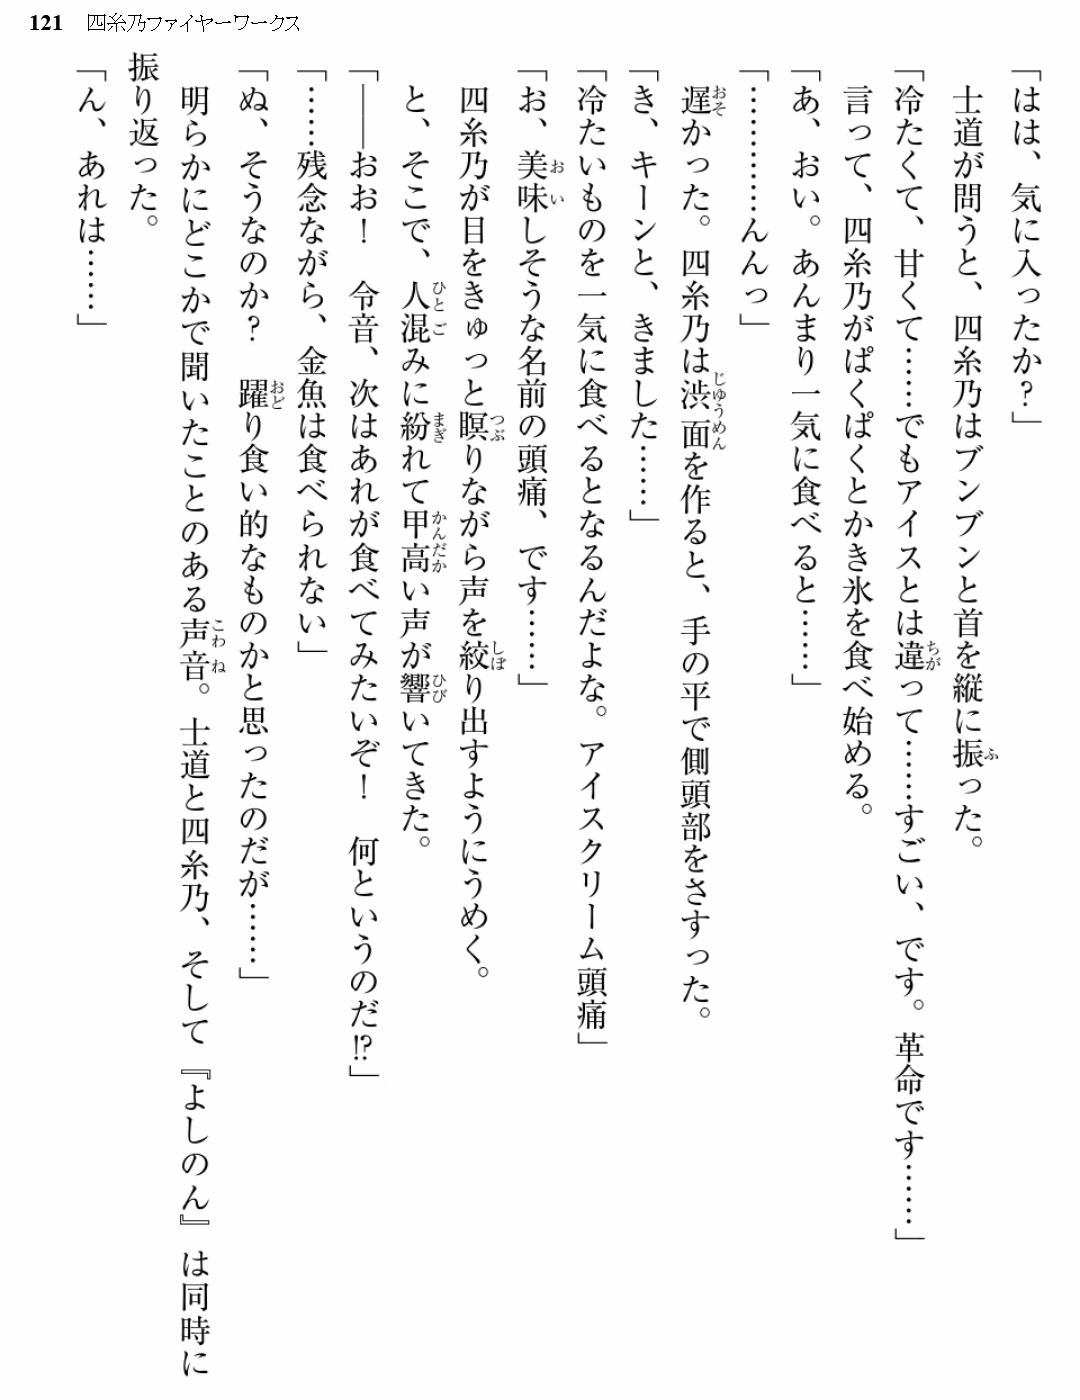 121 四糸乃ファイヤーワークス
「はは、気に入ったか？」
士道が問うと、四糸乃はブンブンと首を縦に振った。
「冷たくて、甘くて……でもアイスとは違って……すごい、です。革命です……」
言って、四糸乃がぱくぱくとかき氷を食べ始める。
「あ、おい。あんまり一気に食べると……」
「…………んんっ」
遅かった。四糸乃は渋面を作ると、手の平で側頭部をさすった。
「き、キーンと、きました……」
「冷たいものを一気に食べるとなるんだよな。アイスクリーム頭痛」
「お、美味しそうな名前の頭痛、です……」
四糸乃が目をきゅっと瞑りながら声を絞り出すようにうめく。
と、そこで、人混みに紛れて甲高い声が響いてきた。
「――おお！　令音、次はあれが食べてみたいぞ！　何というのだ!?」
「……残念ながら、金魚は食べられない」
「ぬ、そうなのか？　躍り食い的なものかと思ったのだが……」
明らかにどこかで聞いたことのある声音。士道と四糸乃、そして『よしのん』は同時に
振り返った。
「ん、あれは……」